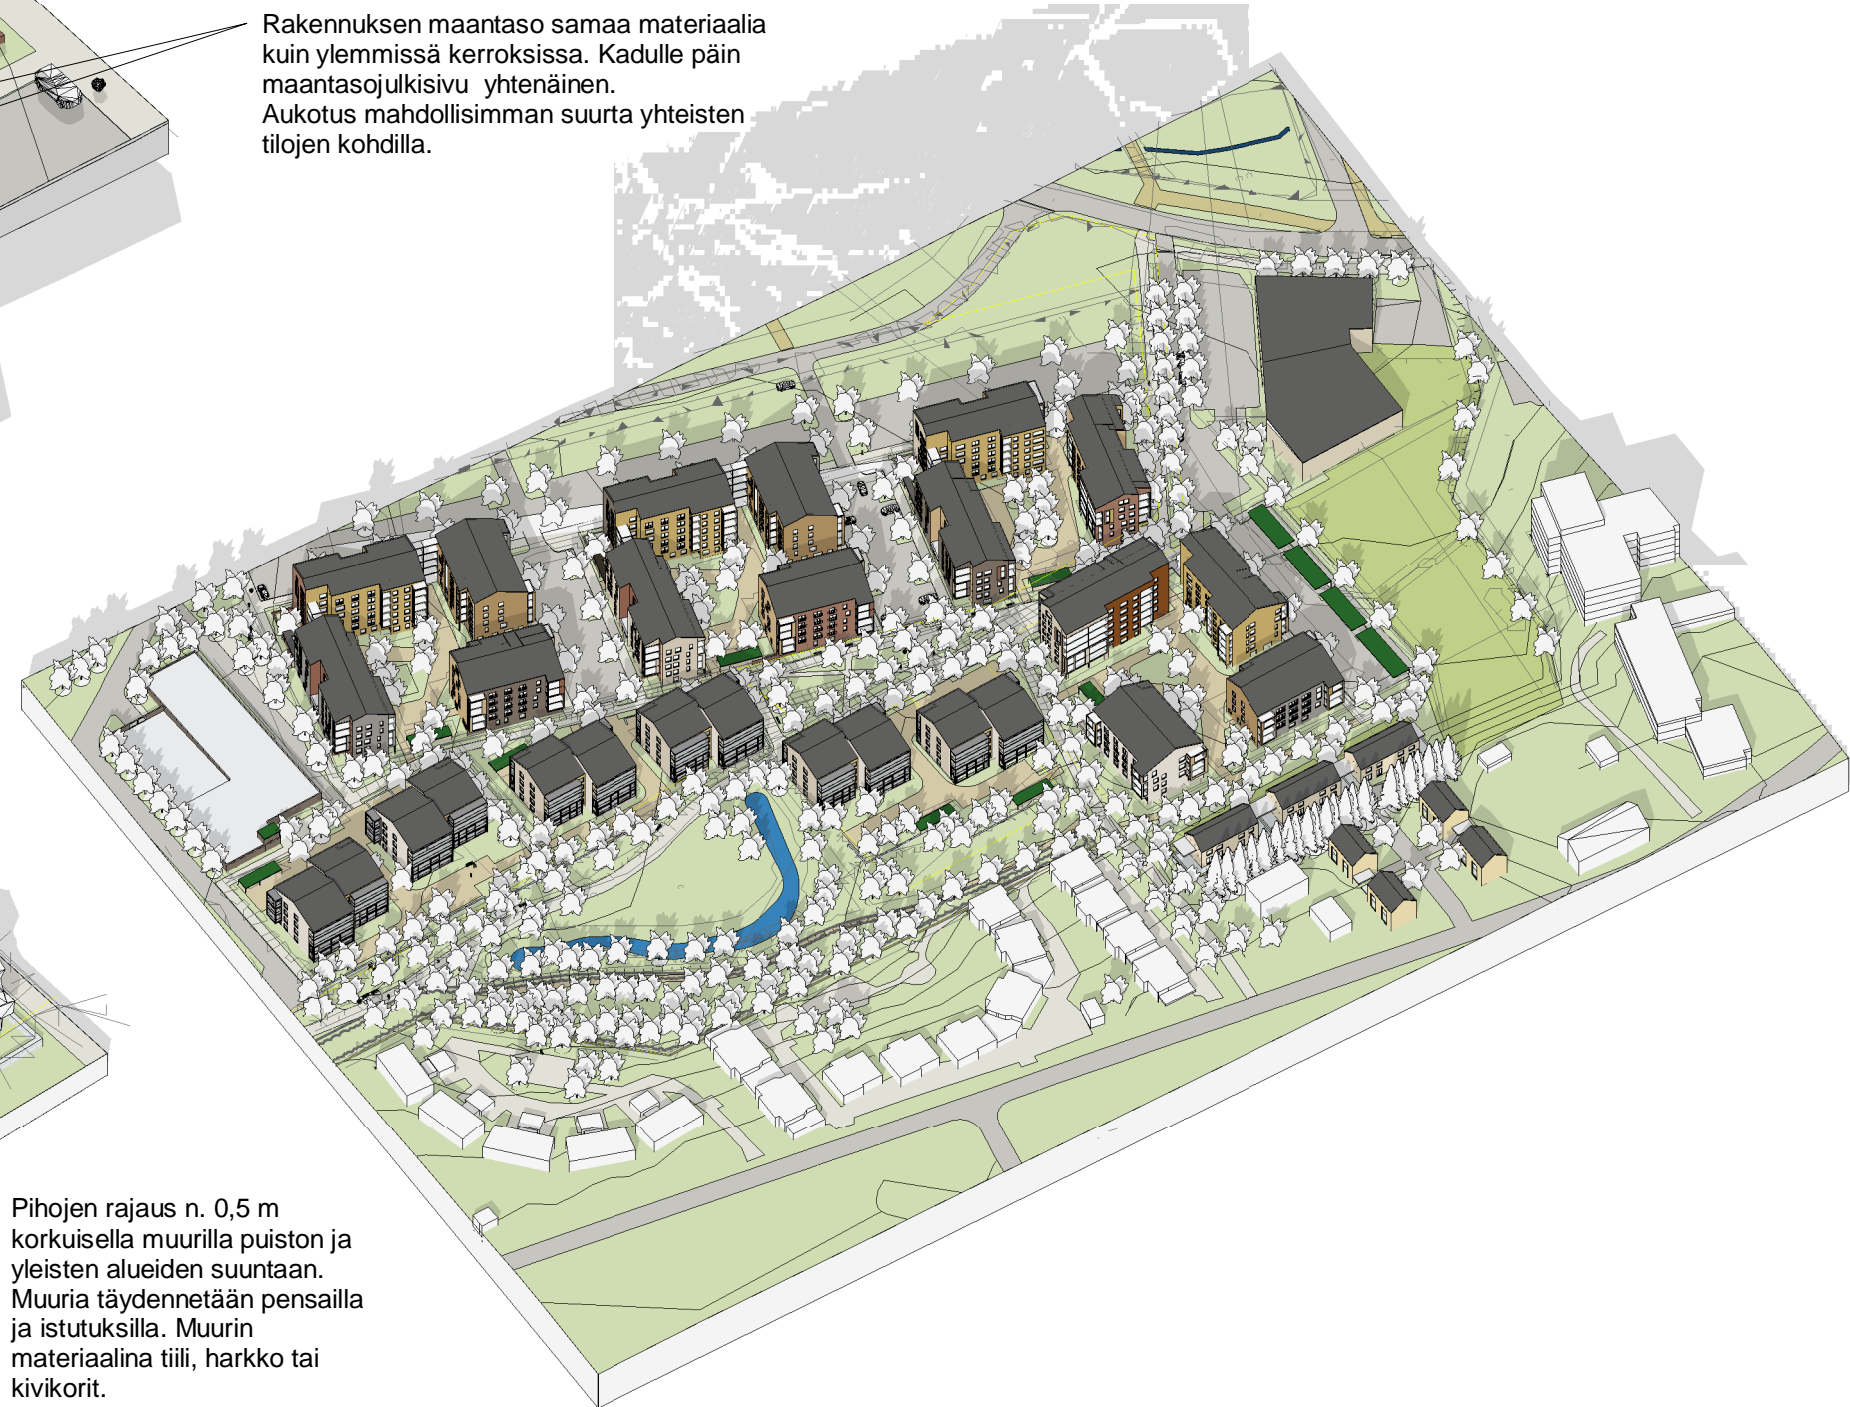 Rakennuksen maantaso samaa materiaalia
kuin ylemmissä kerroksissa. Kadulle päin
maantasojulkisivu  yhtenäinen.
Aukotus mahdollisimman suurta yhteisten
tilojen kohdilla.
Pihojen rajaus n. 0,5 m
korkuisella muurilla puiston ja
yleisten alueiden suuntaan.
Muuria täydennetään pensailla
ja istutuksilla. Muurin
materiaalina tiili, harkko tai
kivikorit.